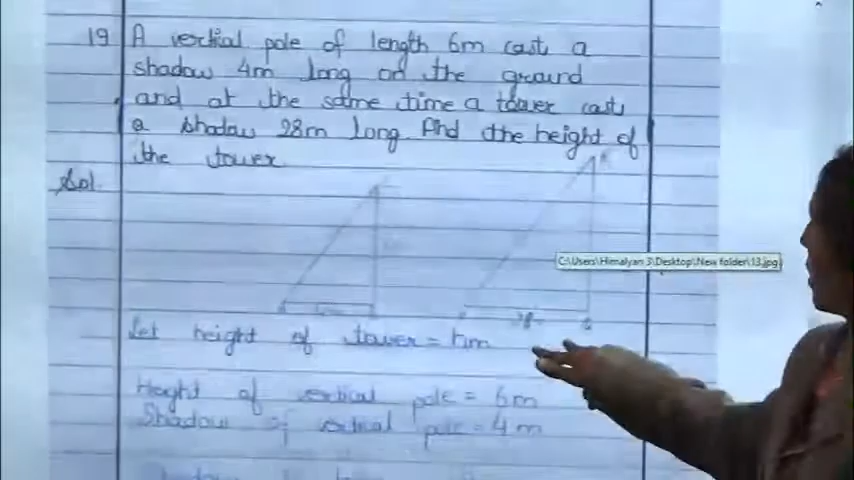 19 A vertical pole of length 6m casts a
shadow 4m long on the ground
and at the same time a tower casts
a shadow 28m long find the height of
the tower.
Sol.
C:\Users\Himalyan 3\Desktop\New folder\13.jpg
Let height of tower = hm
Height of vertical pole = 6m
Shadow of vertical pole = 4m